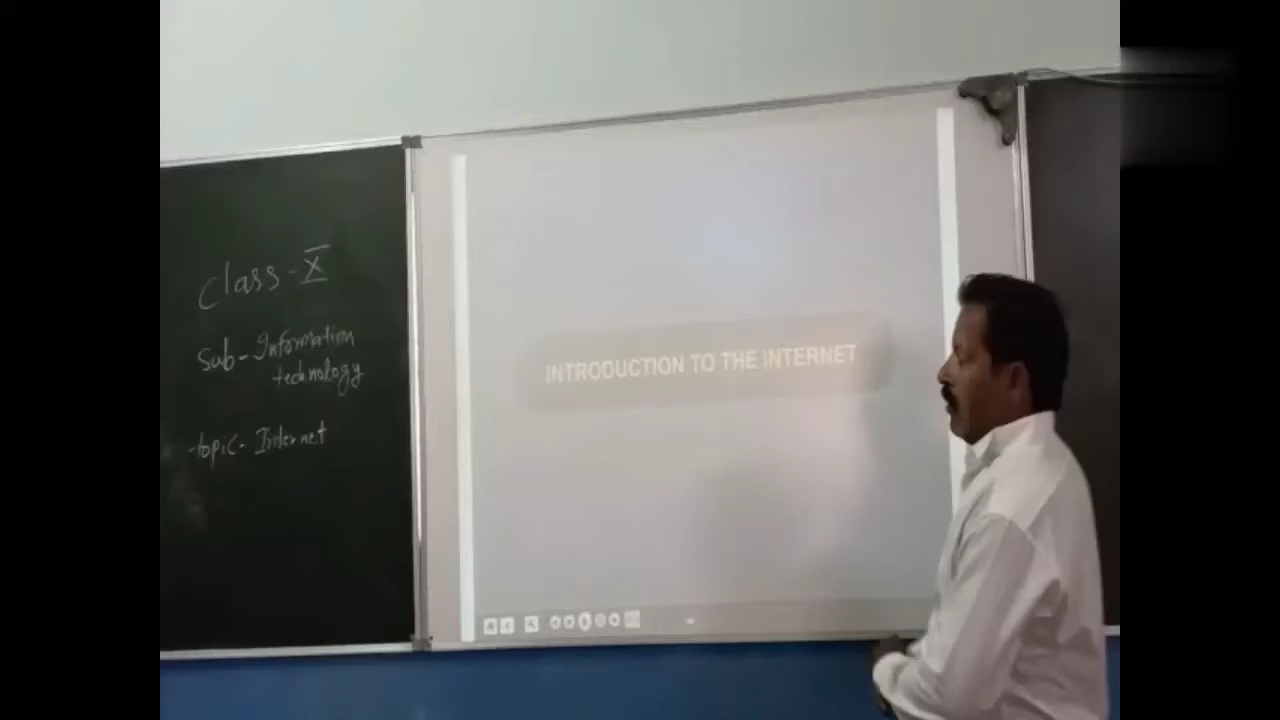 Class - X
Sub - Information
technology
topic - Internet
INTRODUCTION TO THE INTERNET